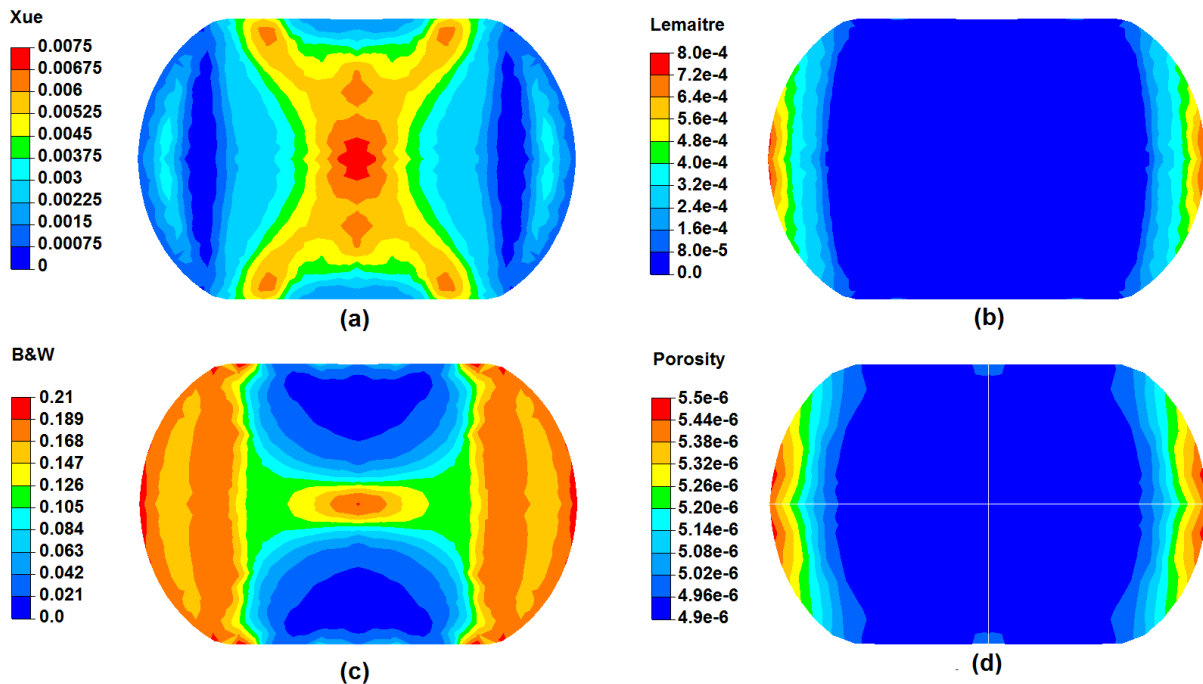 Xue
0.0075
0.00675
0.006
0.00525
0.0045
0.00375
0.003
0.00225
0.0015
0.00075
0
(a)
Lemaitre
8.0e-4
7.2e-4
6.4e-4
5.6e-4
4.8e-4
4.0e-4
3.2e-4
2.4e-4
1.6e-4
8.0e-5
0.0
(b)
B&W
0.21
0.189
0.168
0.147
0.126
0.105
0.084
0.063
0.042
0.021
0.0
(c)
Porosity
5.5e-6
5.44e-6
5.38e-6
5.32e-6
5.26e-6
5.20e-6
5.14e-6
5.08e-6
5.02e-6
4.96e-6
4.9e-6
(d)